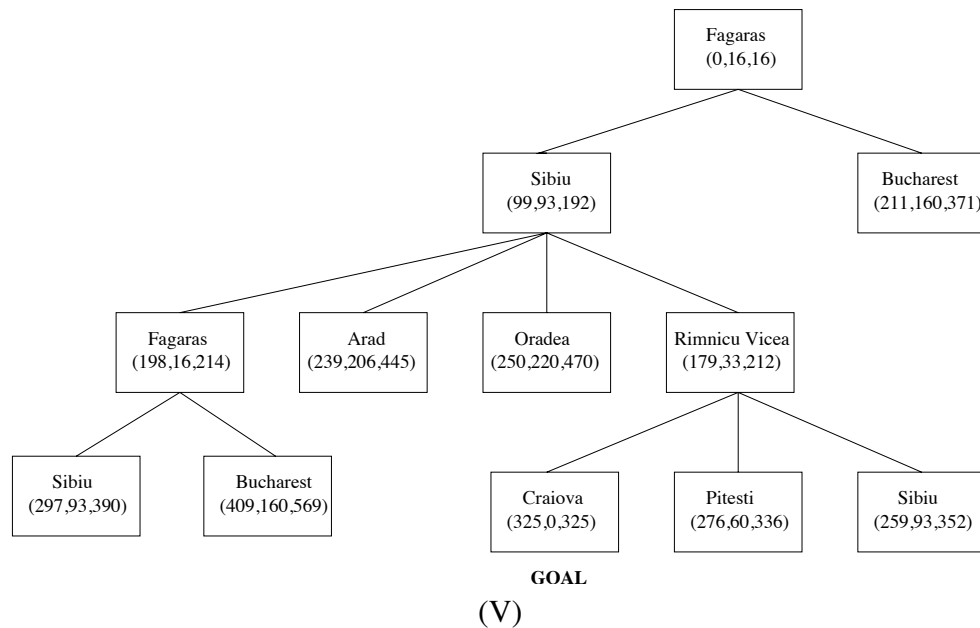 Fagaras
(0,16,16)
Sibiu
(99,93,192)
Bucharest
(211,160,371)
Fagaras
(198,16,214)
Arad
(239,206,445)
Oradea
(250,220,470)
Rimnicu Vicea
(179,33,212)
Sibiu
(297,93,390)
Bucharest
(409,160,569)
Craiova
(325,0,325)
Pitesti
(276,60,336)
Sibiu
(259,93,352)
GOAL
(V)